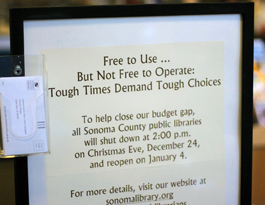 Free to Use ...
But Not Free to Operate:
Tough Times Demand Tough Choices
To help close our budget gap,
all Sonoma County public libraries
will shut down at 2:00 p.m.
on Christmas Eve, December 24,
and reopen on January 4.
For more details, visit our website at
sonomalibrary.org